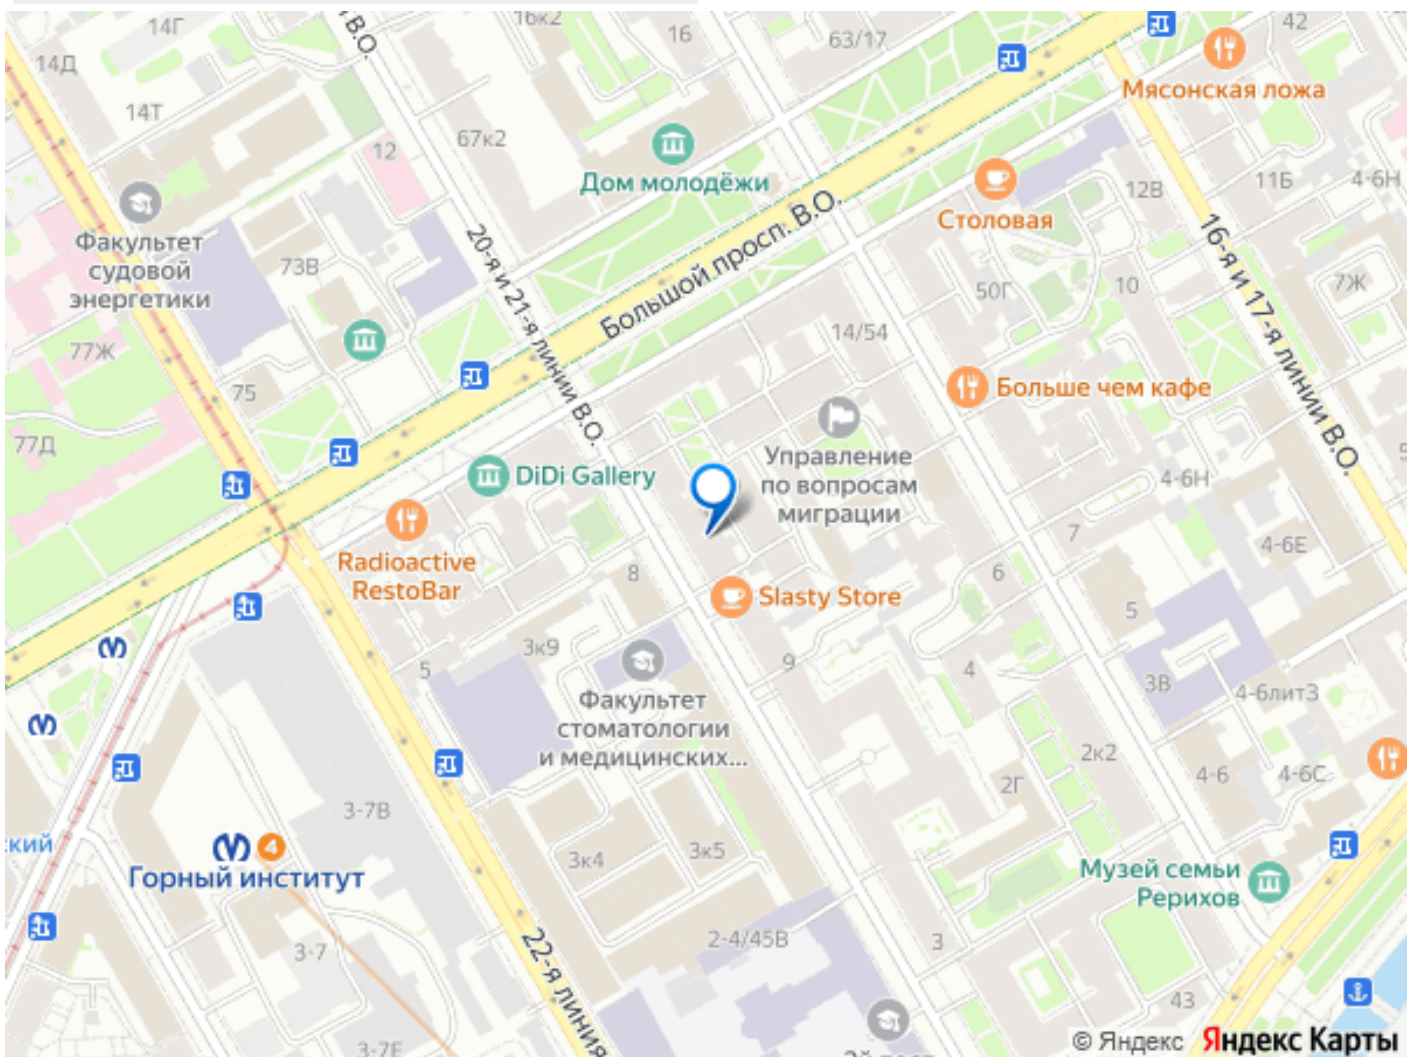 14Г
я В.О.
16к2
16
63/17
42
14Д
Мясонская ложа
14Т
67к2
12
Дом молодёжи
Столовая
12В
11Б
4-6Н
Факультет
судовой
энергетики
73В
20-я и 21-я линии В.О.
Большой просп. В.О.
16-я и 17-я линии В.О.
50Г
10
7Ж
77Ж
14/54
75
Больше чем кафе
77Д
DiDi Gallery
Управление
по вопросам
миграции
4-6Н
5
Radioactive
RestoBar
8
7
4-6Е
6
Slasty Store
5
3к9
5
9
4
3В
4-6литЗ
Факультет
стоматологии
и медицинских...
2к2
4-6
4-6С
2Г
3-7В
ский
3к4
3к5
4
Горный институт
Музей семьи
Рерихов
22-я линия
2-4/45В
3
3-7
43
3-7Е
© Яндекс Яндекс Карты